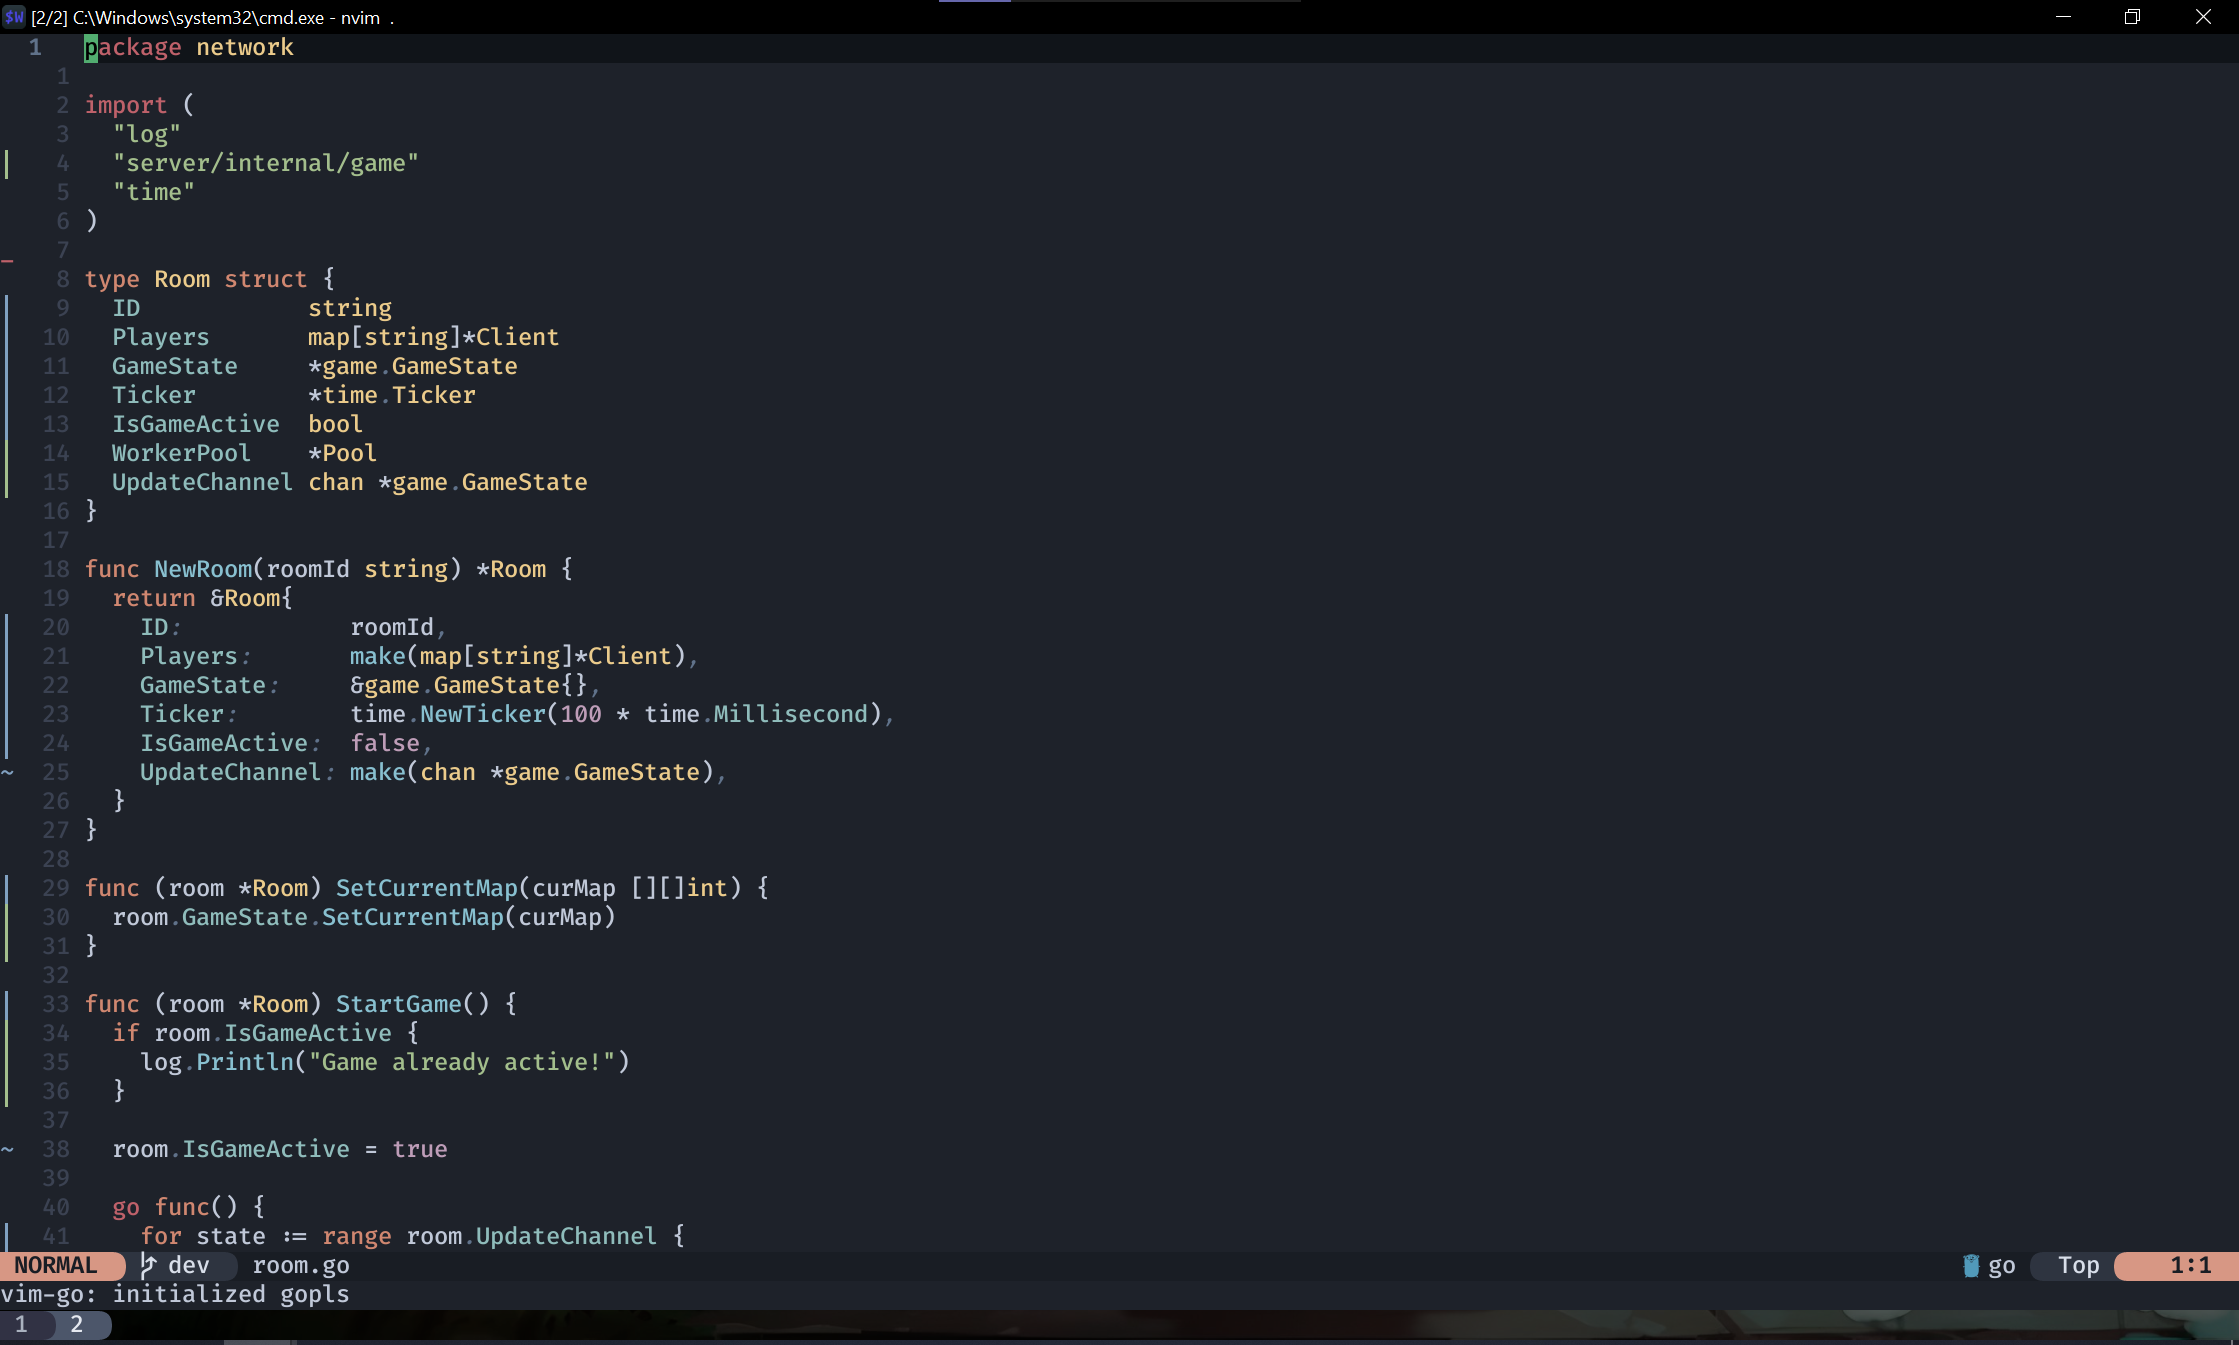 $W [2/2] C:\Windows\system32\cmd.exe - nvim .
1 package network
1
2 import (
3 "log"
4 "server/internal/game"
5 "time"
6 )
7
8 type Room struct {
9 ID string
10 Players map[string]*Client
11 GameState *game.GameState
12 Ticker *time.Ticker
13 IsGameActive bool
14 WorkerPool *Pool
15 UpdateChannel chan *game.GameState
16 }
17
18 func NewRoom(roomId string) *Room {
19 return &Room{
20 ID: roomId,
21 Players: make(map[string]*Client),
22 GameState: &game.GameState{},
23 Ticker: time.NewTicker(100 * time.Millisecond),
24 IsGameActive: false,
~ 25 UpdateChannel: make(chan *game.GameState),
26 }
27 }
28
29 func (room *Room) SetCurrentMap(curMap [][]int) {
30 room.GameState.SetCurrentMap(curMap)
31 }
32
33 func (room *Room) StartGame() {
34 if room.IsGameActive {
35 log.Println("Game already active!")
36 }
37
~ 38 room.IsGameActive = true
39
40 go func() {
41 for state := range room.UpdateChannel {
NORMAL dev room.go go Top 1:1
vim-go: initialized gopls
1 2